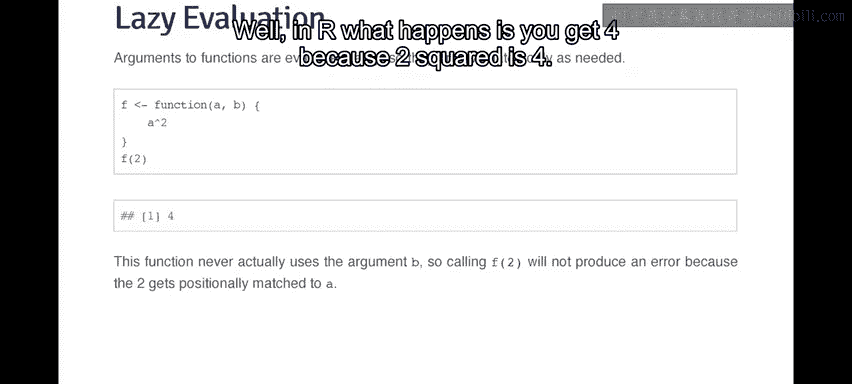 Lazy Evaluation
Well, in R what happens is you get 4
because 2 squared is 4.
Arguments to functions are as needed.
f <- function(a, b) {
a^2
}
f(2)
## [1] 4
This function never actually uses the argument b, so calling f(2) will not produce an error because
the 2 gets positionally matched to a.